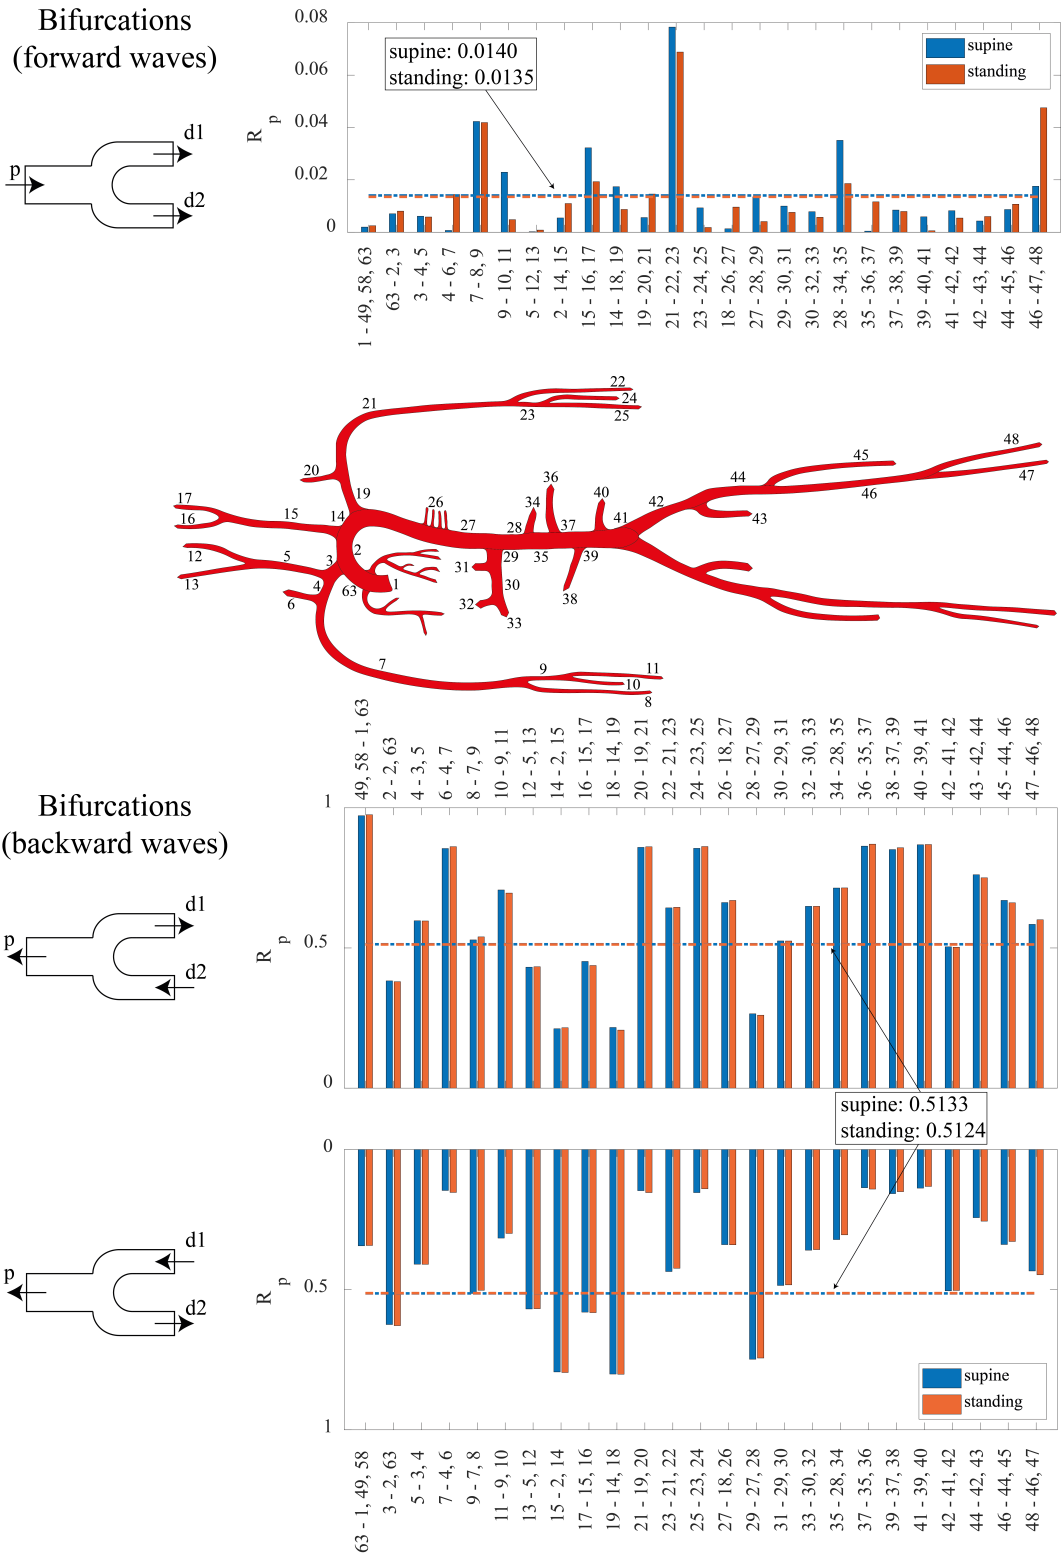 Bifurcations
(forward waves)
p
d1
d2
R p
0.08
0.06
0.04
0.02
0
supine: 0.0140
standing: 0.0135
supine
standing
1 - 49, 58, 63
63 - 2, 3
3 - 4, 5
4 - 6, 7
7 - 8, 9
9 - 10, 11
5 - 12, 13
2 - 14, 15
15 - 16, 17
14 - 18, 19
19 - 20, 21
21 - 22, 23
23 - 24, 25
18 - 26, 27
27 - 28, 29
29 - 30, 31
30 - 32, 33
28 - 34, 35
35 - 36, 37
37 - 38, 39
39 - 40, 41
41 - 42, 42
42 - 43, 44
44 - 45, 46
46 - 47, 48
22
21
24
23
25
48
45
47
44
46
20
36
17
19
26
34
40
42
43
16
15
14
27
28
37
41
12
5
3
2
29
35
39
13
4
63
1
31
30
38
6
32
33
7
9
11
10
8
Bifurcations
(backward waves)
p
d1
d2
R p
1
0.5
0
49, 58 - 1, 63
2 - 2, 63
4 - 3, 5
6 - 4, 7
8 - 7, 9
10 - 9, 11
12 - 5, 13
14 - 2, 15
16 - 15, 17
18 - 14, 19
20 - 19, 21
22 - 21, 23
24 - 23, 25
26 - 18, 27
28 - 27, 29
30 - 29, 31
32 - 30, 33
34 - 28, 35
36 - 35, 37
38 - 37, 39
40 - 39, 41
42 - 41, 42
43 - 42, 44
45 - 44, 46
47 - 46, 48
supine: 0.5133
standing: 0.5124
p
d1
d2
R p
0
0.5
1
supine
standing
63 - 1, 49, 58
3 - 2, 63
5 - 3, 4
7 - 4, 6
9 - 7, 8
11 - 9, 10
13 - 5, 12
15 - 2, 14
17 - 15, 16
19 - 14, 18
21 - 19, 20
23 - 21, 22
25 - 23, 24
27 - 18, 26
29 - 27, 28
31 - 29, 30
33 - 30, 32
35 - 28, 34
37 - 35, 36
39 - 37, 38
41 - 39, 40
42 - 41, 42
44 - 42, 43
46 - 44, 45
48 - 46, 47